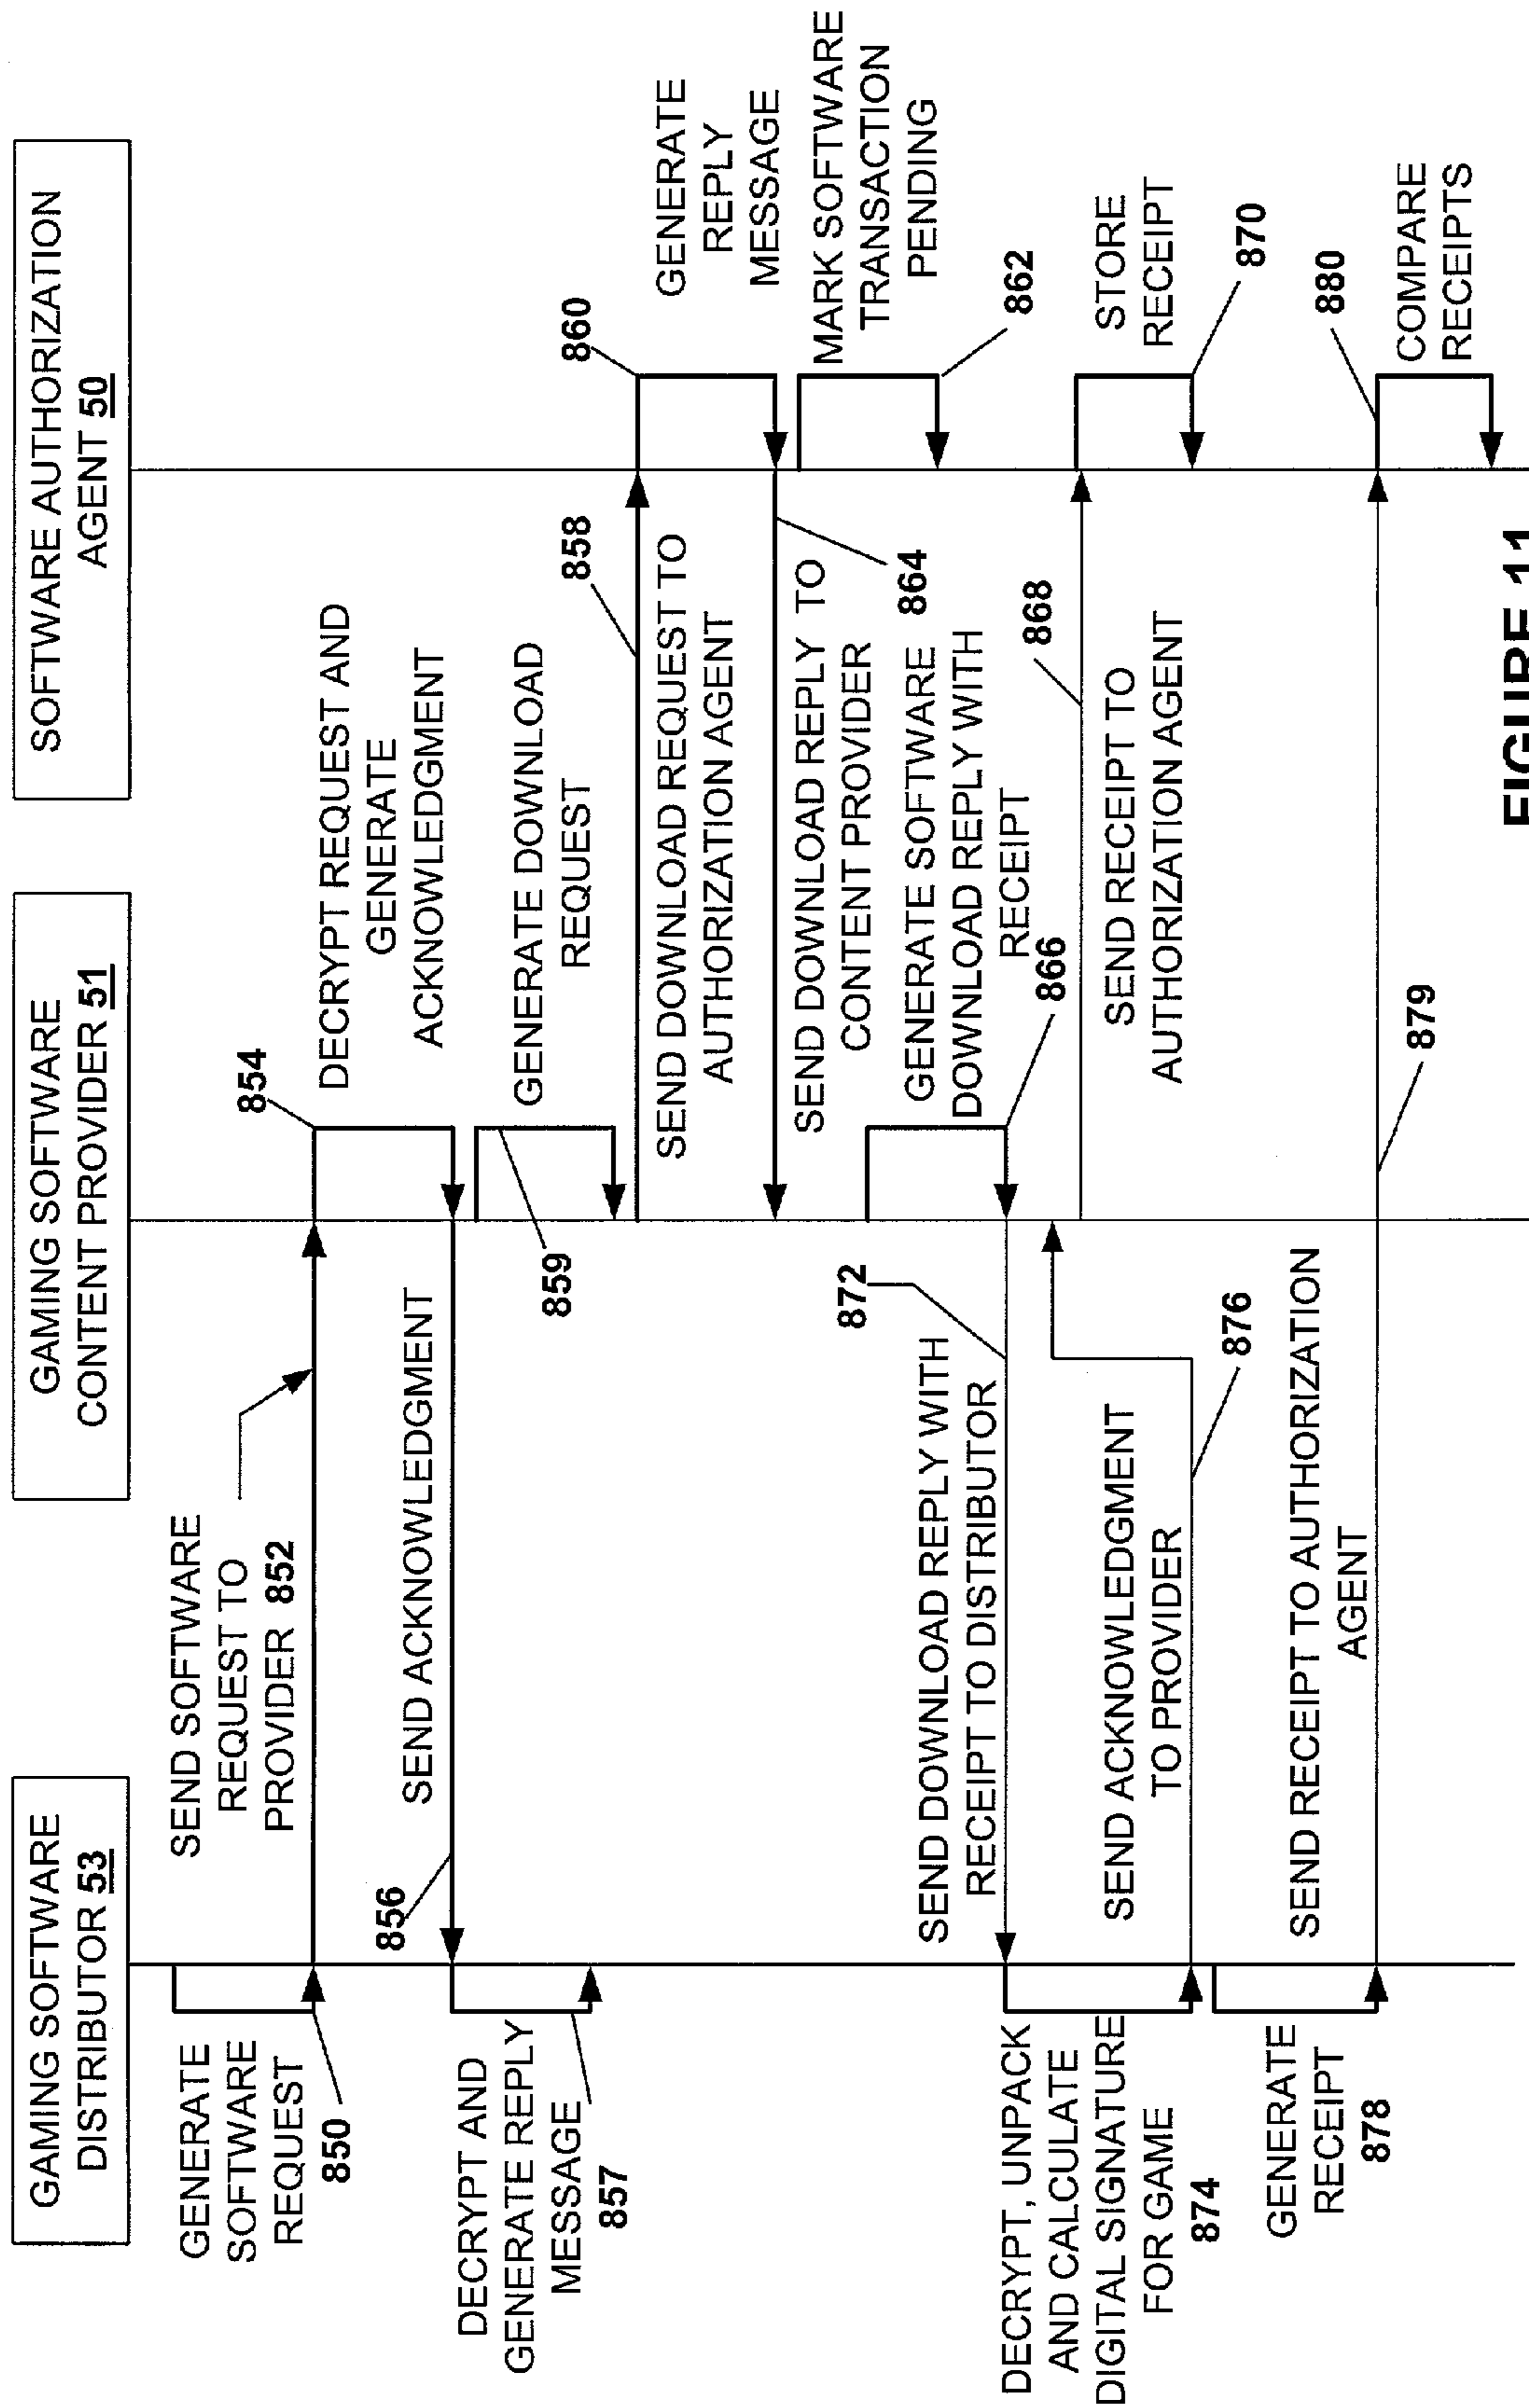 GAMING SOFTWARE
DISTRIBUTOR 53
GAMING SOFTWARE
CONTENT PROVIDER 51
SOFTWARE AUTHORIZATION
AGENT 50
GENERATE
SOFTWARE
REQUEST
850
SEND SOFTWARE
REQUEST TO
PROVIDER 852
854
DECRYPT REQUEST AND
GENERATE
ACKNOWLEDGMENT
856
SEND ACKNOWLEDGMENT
DECRYPT AND
GENERATE REPLY
MESSAGE
857
859
GENERATE DOWNLOAD
REQUEST
858
SEND DOWNLOAD REQUEST TO
AUTHORIZATION AGENT
860
GENERATE
REPLY
MESSAGE
SEND DOWNLOAD REPLY TO
CONTENT PROVIDER
864
MARK SOFTWARE
TRANSACTION
PENDING
862
GENERATE SOFTWARE
DOWNLOAD REPLY WITH
RECEIPT
866
872
SEND DOWNLOAD REPLY WITH
RECEIPT TO DISTRIBUTOR
868
SEND RECEIPT TO
AUTHORIZATION AGENT
STORE
RECEIPT
870
DECRYPT, UNPACK
AND CALCULATE
DIGITAL SIGNATURE
FOR GAME
874
SEND ACKNOWLEDGMENT
TO PROVIDER
876
GENERATE
RECEIPT
878
SEND RECEIPT TO AUTHORIZATION
AGENT
879
880
COMPARE
RECEIPTS
FIGURE 11